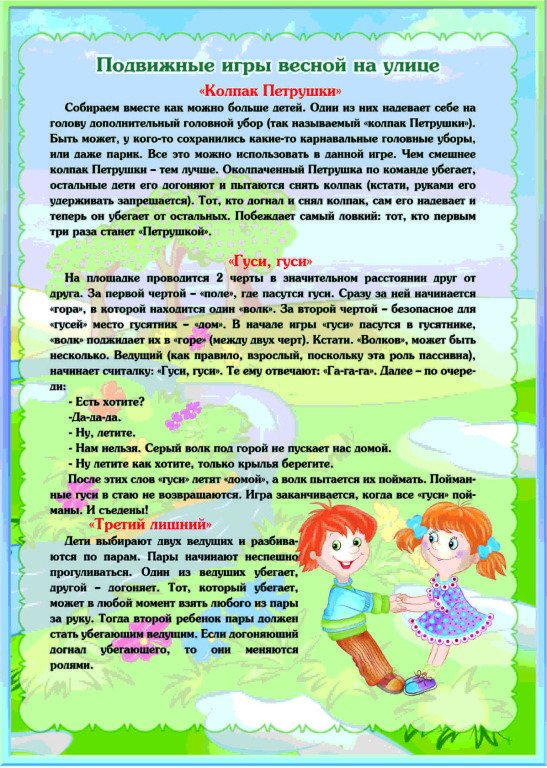 Подвижные игры весной на улице
«Колпак Петрушки»
Собираем вместе как можно больше детей. Один из них надевает себе на
голову дополнительный головной убор (так называемый «колпак Петрушки»).
Быть может, у кого-то сохранились какие-то карнавальные головные уборы,
или даже парик. Все это можно использовать в данной игре. Чем смешнее
колпак Петрушки – тем лучше. Околпаченный Петрушка по команде убегает,
остальные дети его догоняют и пытаются снять колпак (кстати, руками его
удерживать запрещается). Тот, кто догнал и снял колпак, сам его надевает и
теперь он убегает от остальных. Побеждает самый ловкий: тот, кто первым
три раза станет «Петрушкой».
«Гуси, гуси»
На площадке проводится 2 черты в значительном расстоянии друг от
друга. За первой чертой – «поле», где пасутся гуси. Сразу за ней начинается
«гора», в которой находится один «волк». За второй чертой – безопасное для
«гусей» место гусятник – «дом». В начале игры «гуси» пасутся в гусятнике,
«волк» поджидает их в «горе» (между двух черт). Кстати. «Волков», может быть
несколько. Ведущий (как правило, взрослый, поскольку эта роль пассивна),
начинает считалку: «Гуси, гуси». Те ему отвечают: «Га-га-га». Далее – по очере-
ди:
- Есть хотите?
-Да-да-да.
- Ну, летите.
- Нам нельзя. Серый волк под горой не пускает нас домой.
- Ну летите как хотите, только крылья берегите.
После этих слов «гуси» летят «домой», а волк пытается их поймать. Пойман-
ные гуси в стаю не возвращаются. Игра заканчивается, когда все «гуси» пой-
маны. И съедены!
«Третий лишний»
Дети выбирают двух ведущих и разбива-
ются по парам. Пары начинают неспешно
прогуливаться. Один из ведущих убегает,
другой – догоняет. Тот, который убегает,
может в любой момент взять любого из пары
за руку. Тогда второй ребенок пары должен
стать убегающим ведущим. Если догоняющий
догнал убегающего, то они меняются
ролями.